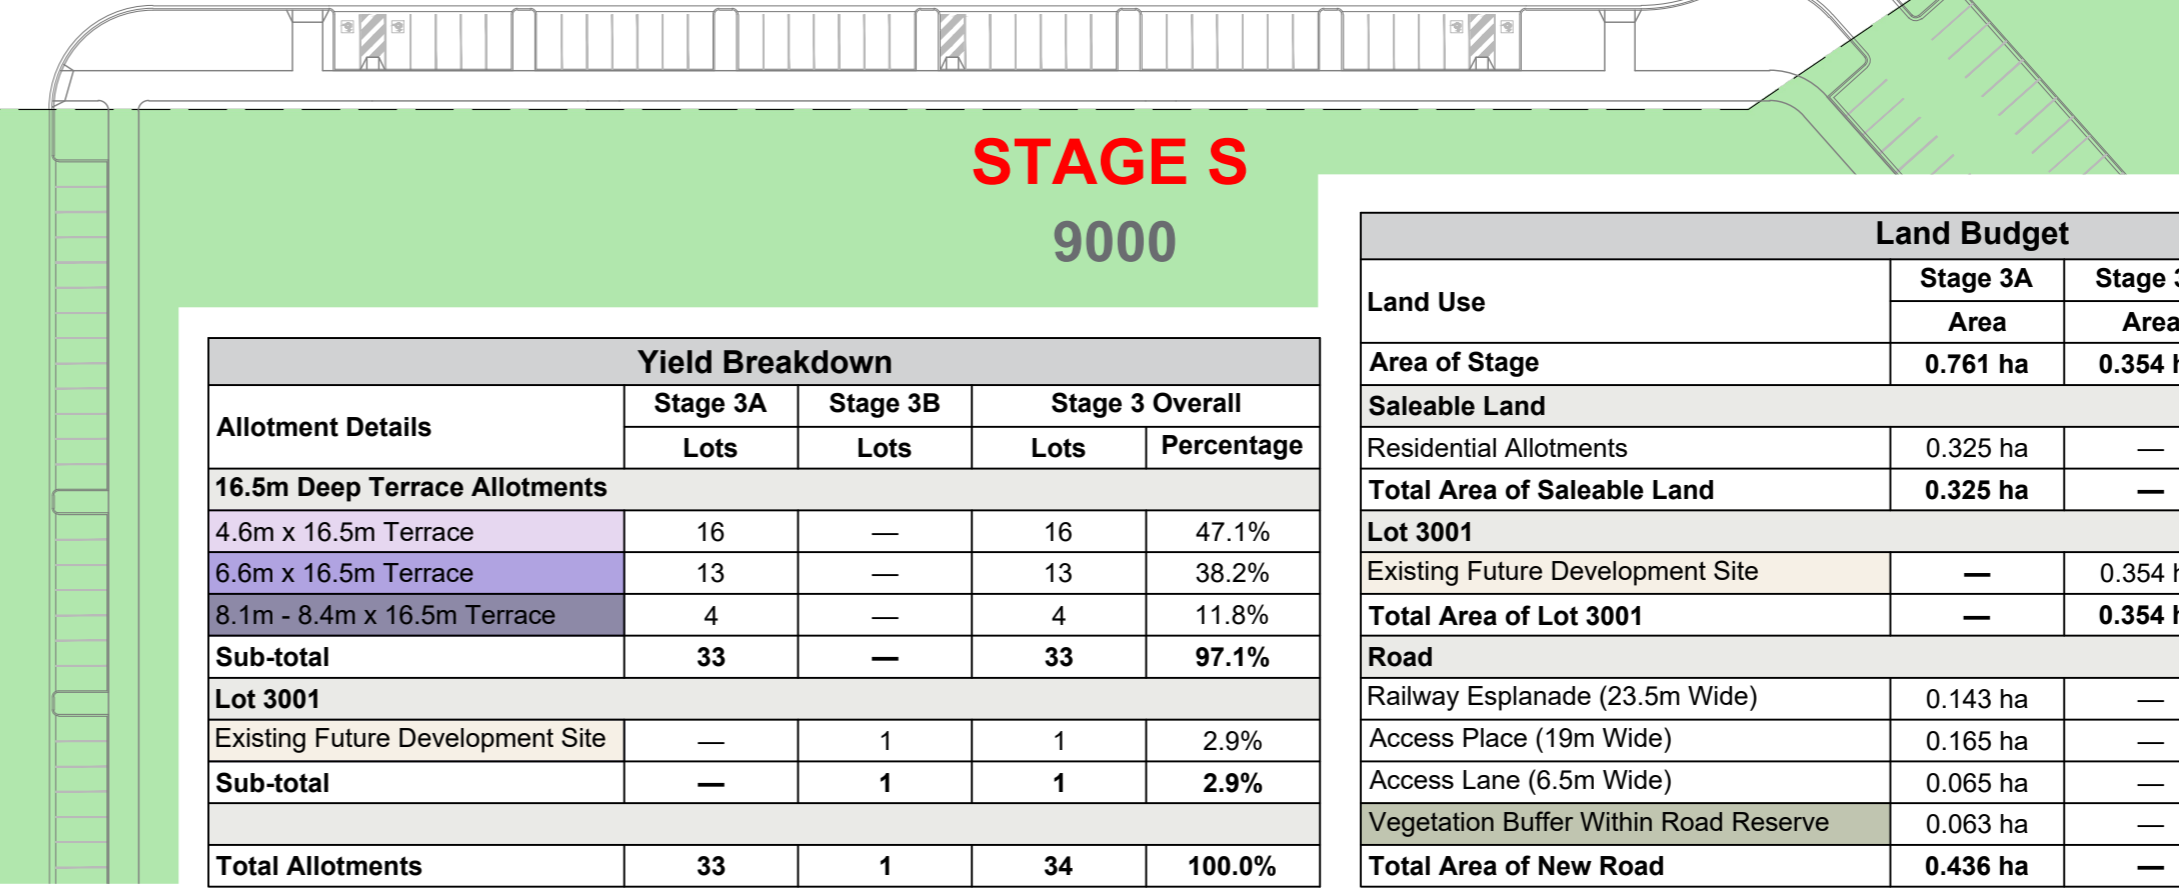 STAGE S
9000
Yield Breakdown
Allotment Details Stage 3A Stage 3B Stage 3 Overall
Lots Lots Lots Percentage
16.5m Deep Terrace Allotments
4.6m x 16.5m Terrace 16 — 16 47.1%
6.6m x 16.5m Terrace 13 — 13 38.2%
8.1m - 8.4m x 16.5m Terrace 4 — 4 11.8%
Sub-total 33 — 33 97.1%
Lot 3001
Existing Future Development Site — 1 1 2.9%
Sub-total — 1 1 2.9%
Total Allotments 33 1 34 100.0%
Land Budget
Land Use Stage 3A Stage
Area Area
Area of Stage 0.761 ha 0.354
Saleable Land
Residential Allotments 0.325 ha —
Total Area of Saleable Land 0.325 ha —
Lot 3001
Existing Future Development Site — 0.354
Total Area of Lot 3001 — 0.354
Road
Railway Esplanade (23.5m Wide) 0.143 ha —
Access Place (19m Wide) 0.165 ha —
Access Lane (6.5m Wide) 0.065 ha —
Vegetation Buffer Within Road Reserve 0.063 ha —
Total Area of New Road 0.436 ha —